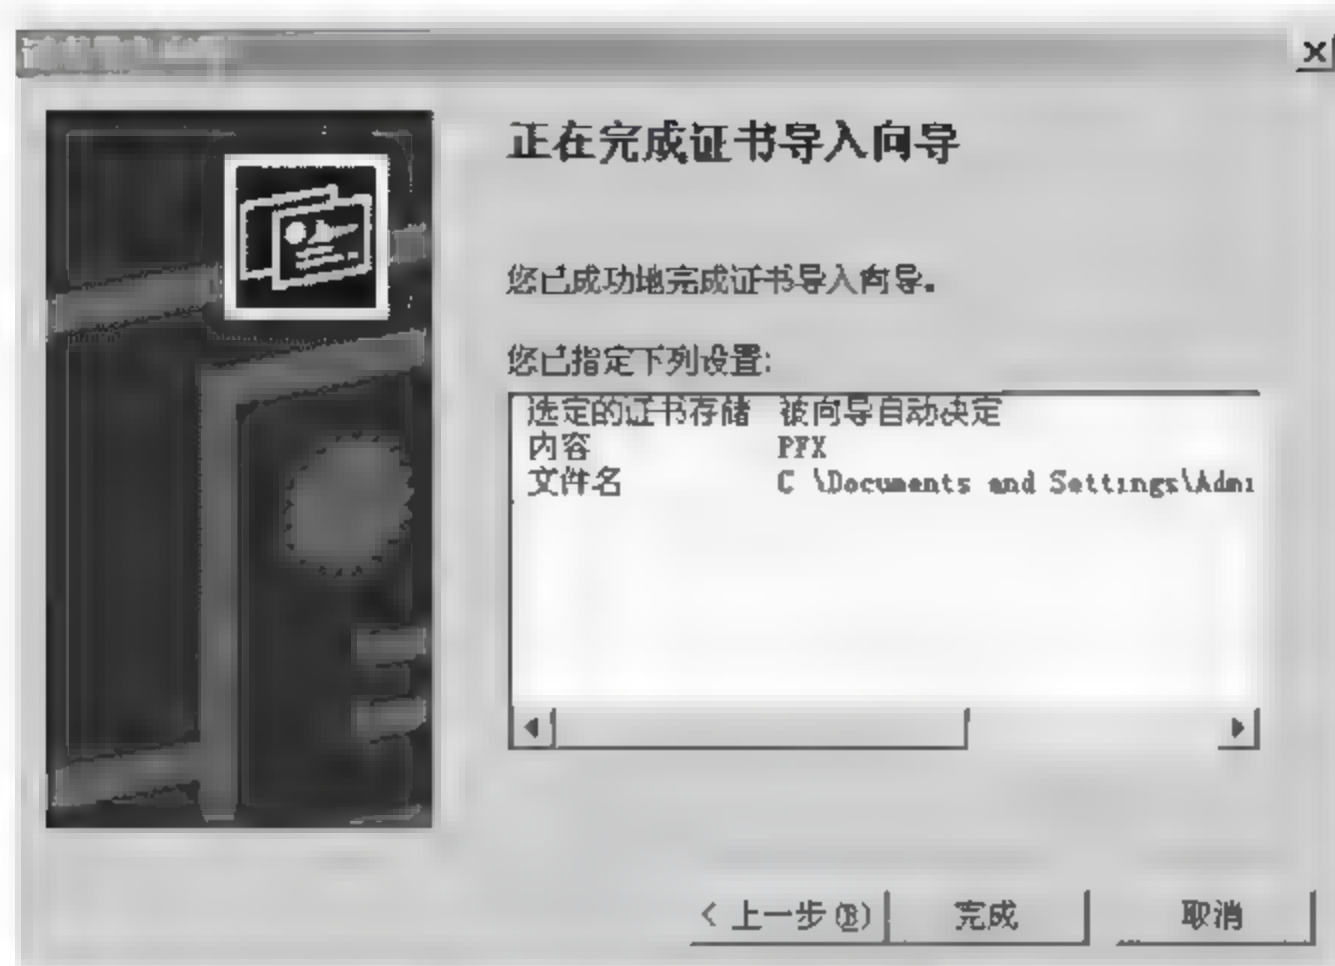 正在完成证书导入向导
您已成功地完成证书导入向导。
您已指定下列设置:
选定的证书存储 被向导自动决定
内容 PFX
文件名 C \Documents and Settings\Admi
< 上一步(B) 完成 取消